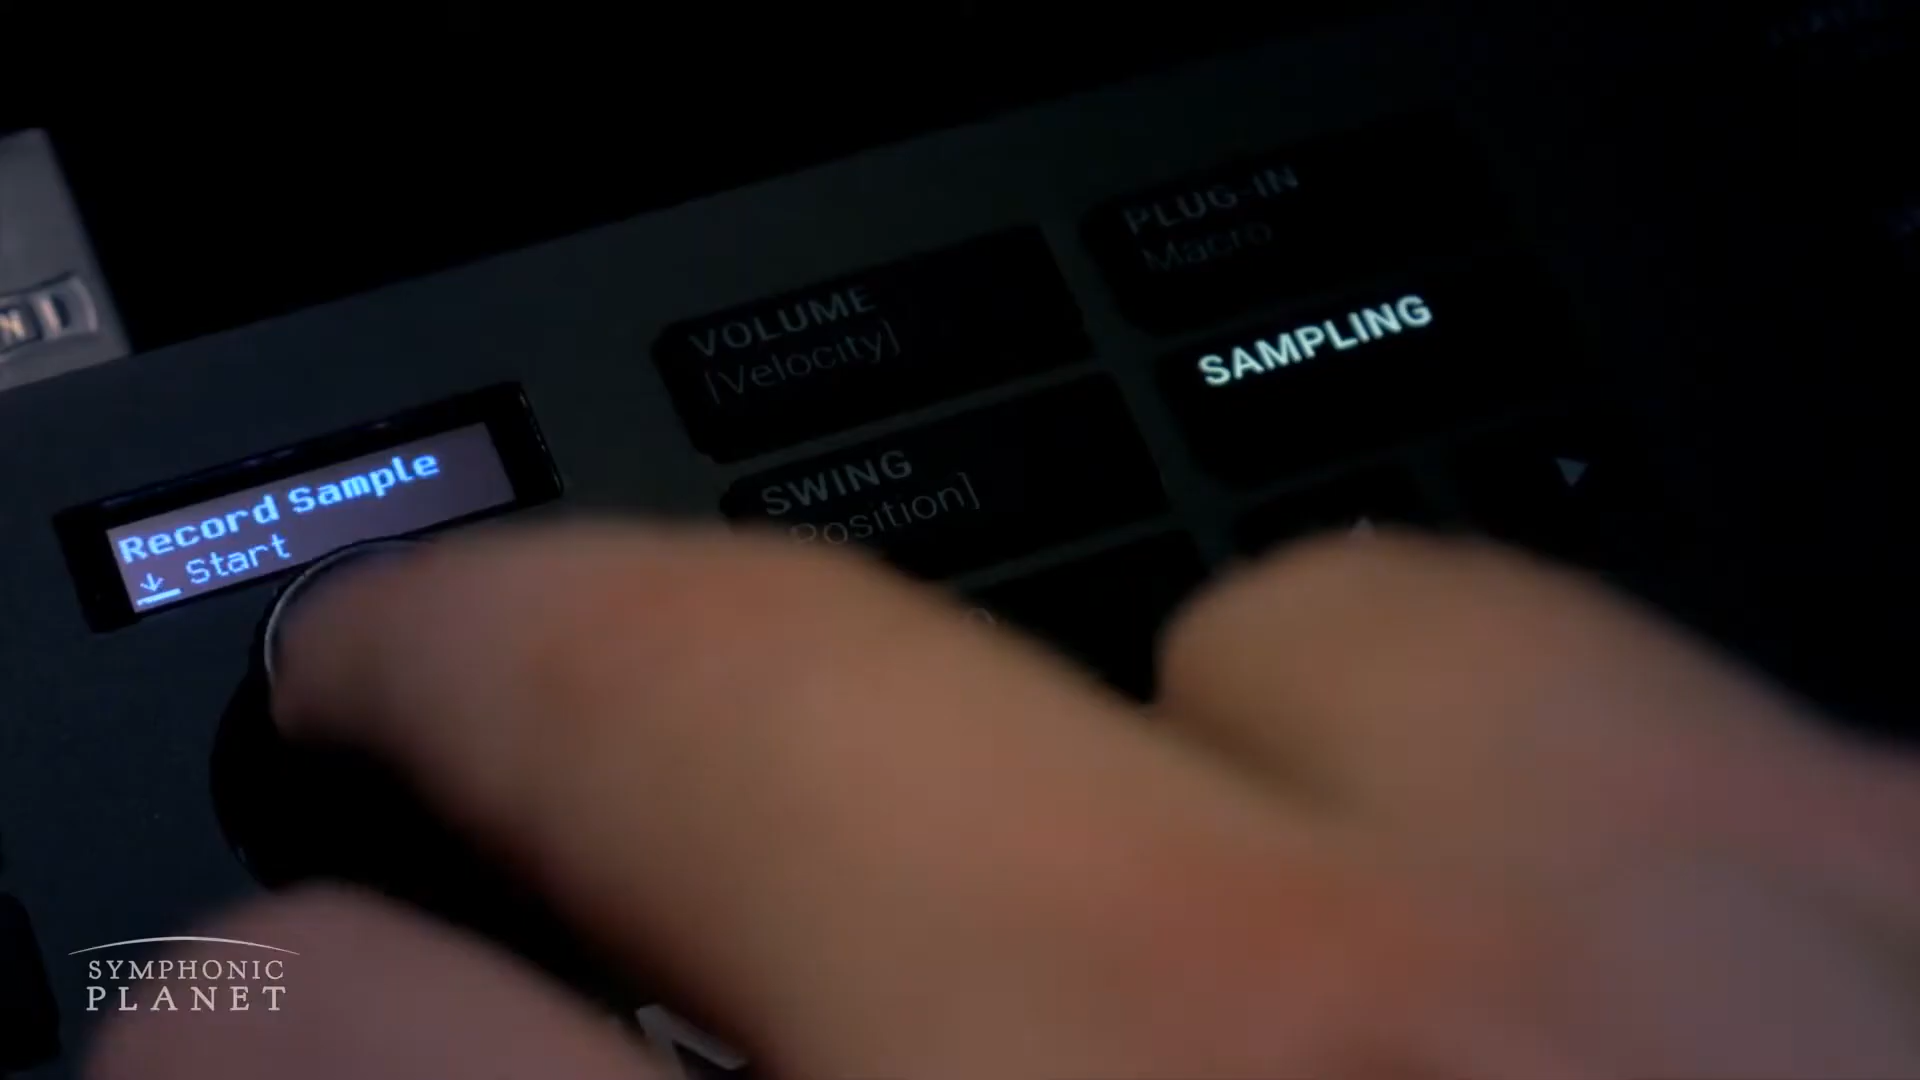 PLUG-IN
Macro
VOLUME
[Velocity]
SAMPLING
SWING
Position]
Record Sample
Start
SYMPHONIC
PLANET